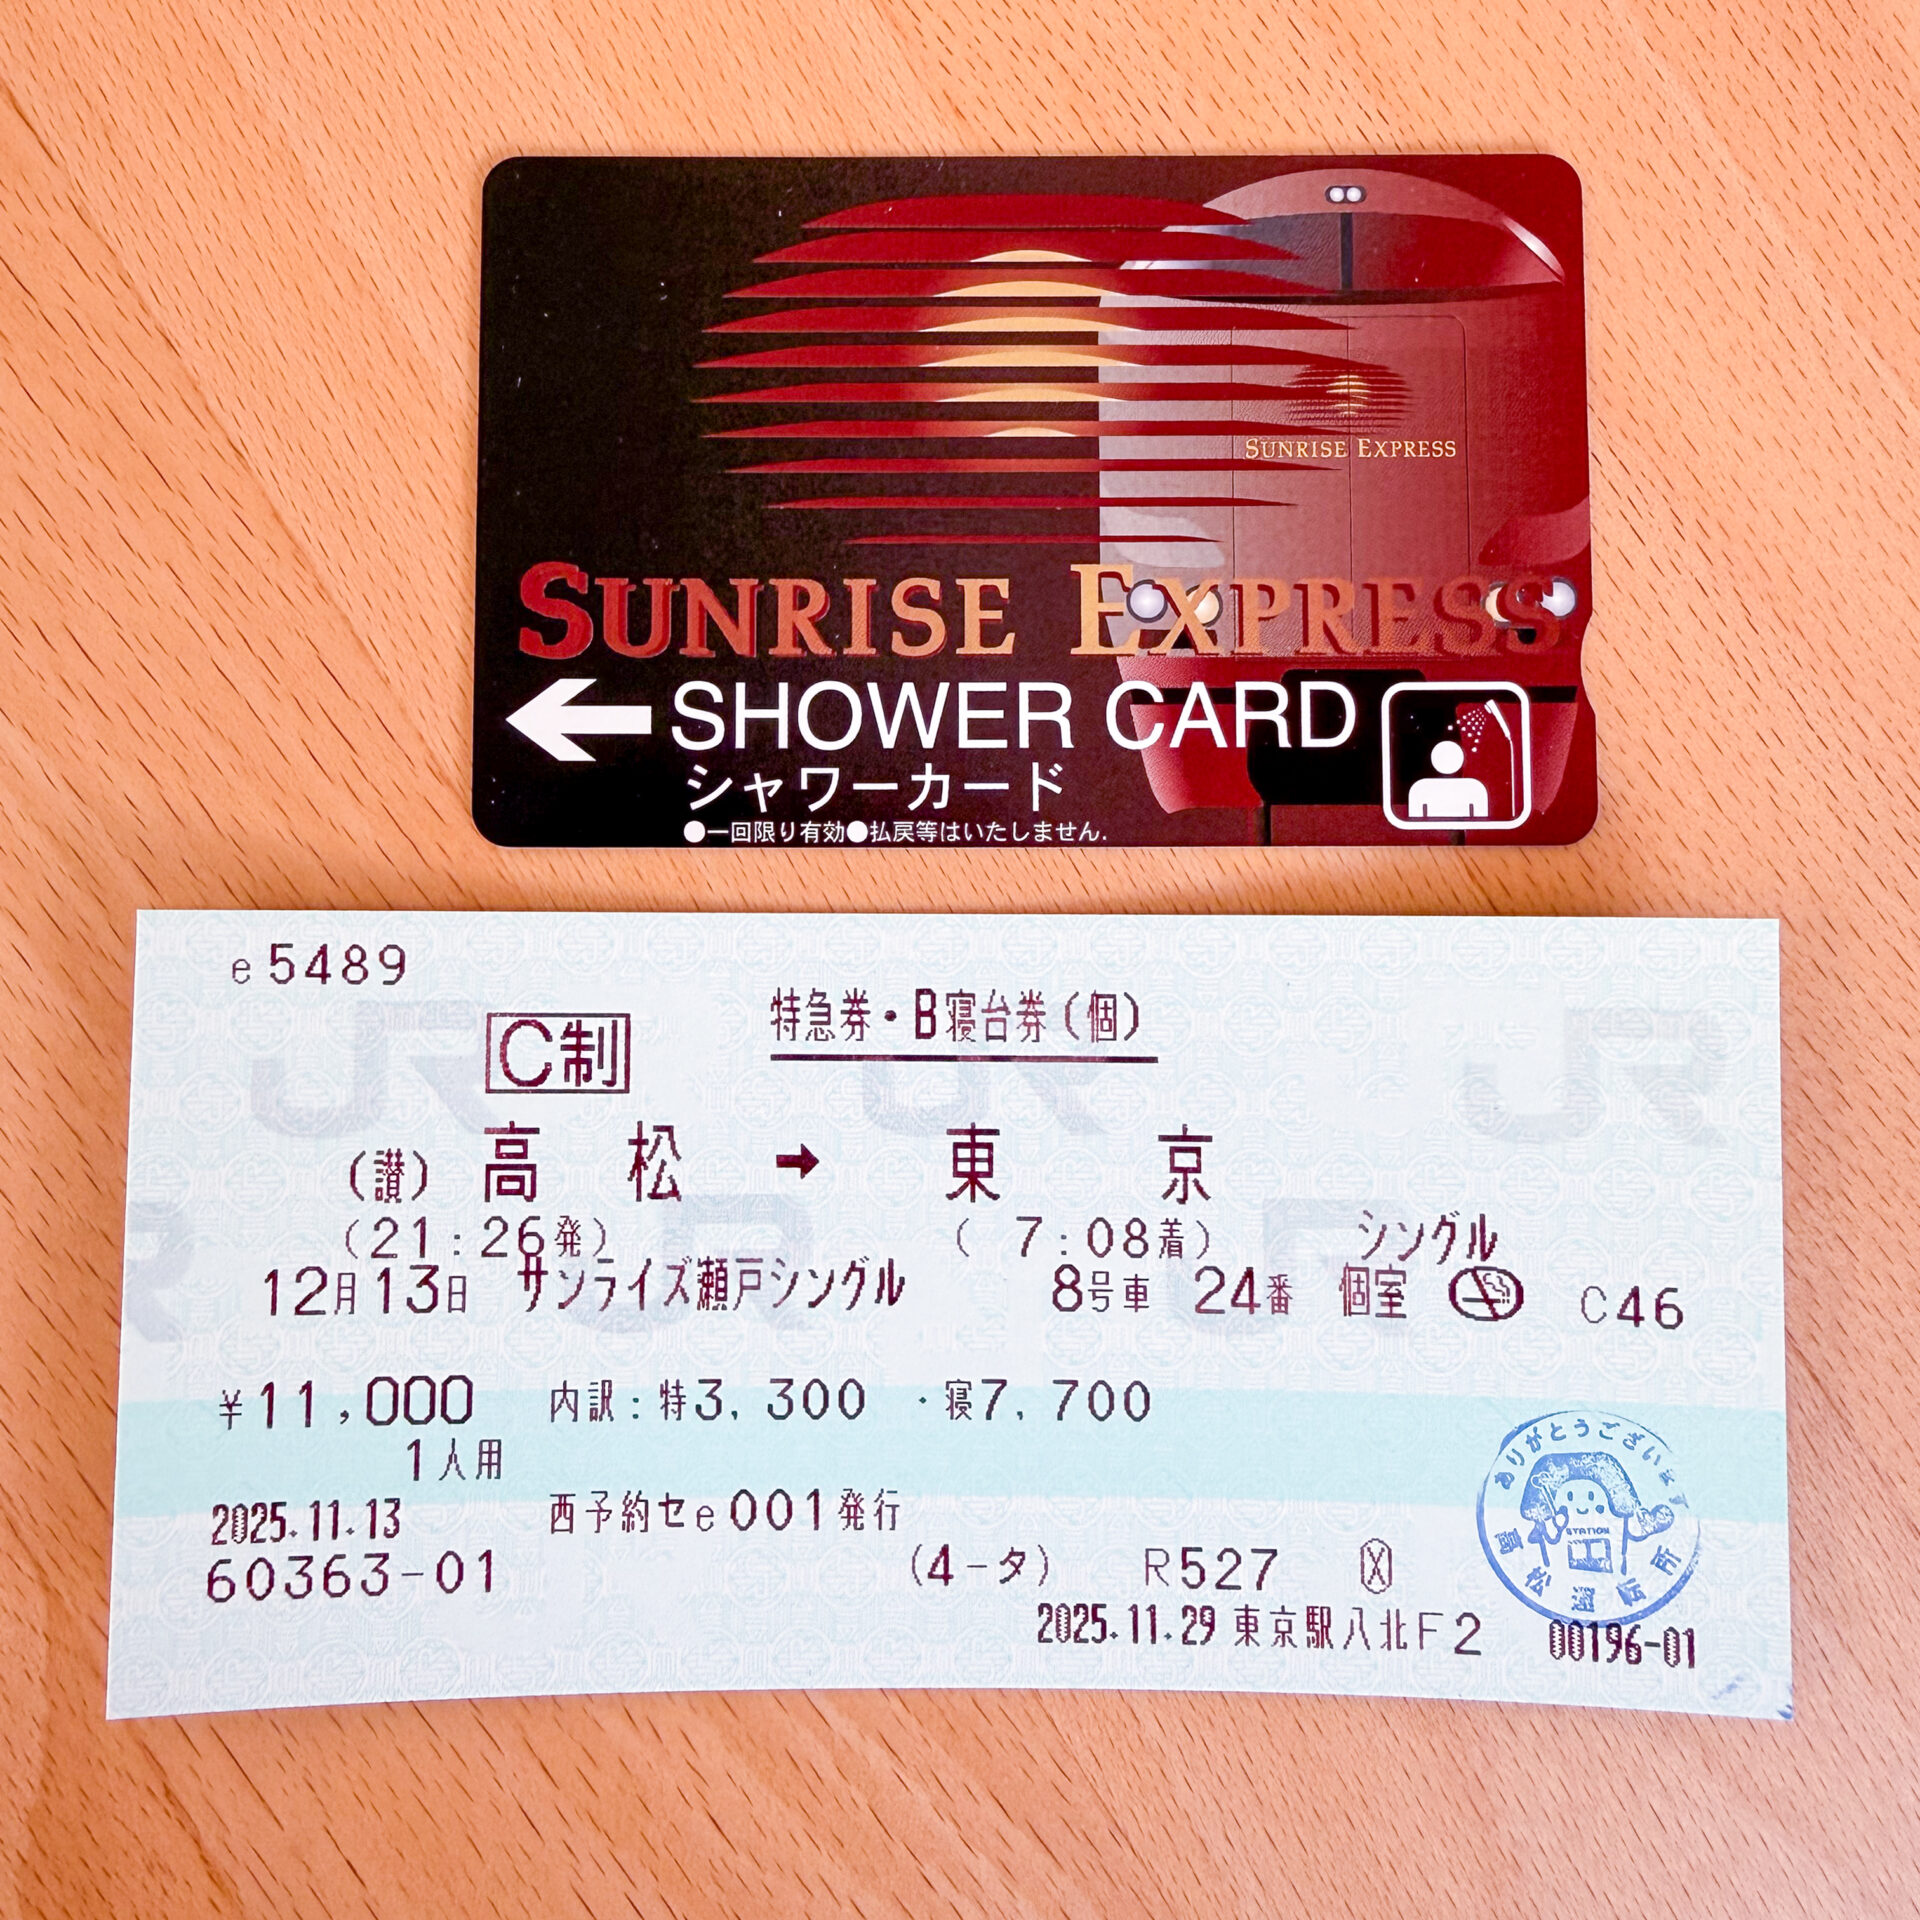 SUNRISE EXPRESS
SUNRISE EXPRESS
SHOWER CARD
シャワーカード
●一回限り有効●払戻等はいたしません.
e5489
C制
特急券・B寝台券(個)
(讃)高松→東京
(21:26発) (7:08着) シングル
12月13日 サンライズ瀬戸シングル 8号車 24番 個室 C46
¥11,000 内訳:特3,300・寝7,700
1人用
2025.11.13 西予約セe001発行
60363-01 (4-タ) R527 X
2025.11.29 東京駅八北F2 00196-01
ありがとうございます
STATION
松運転所